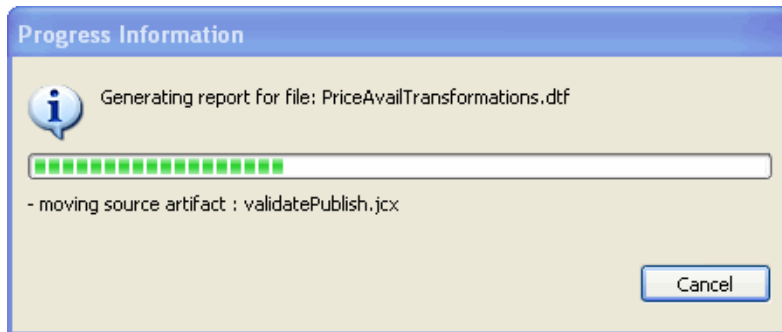 Progress Information
Generating report for file: PriceAvailTransformations.dtf
- moving source artifact : validatePublish.jcx
Cancel